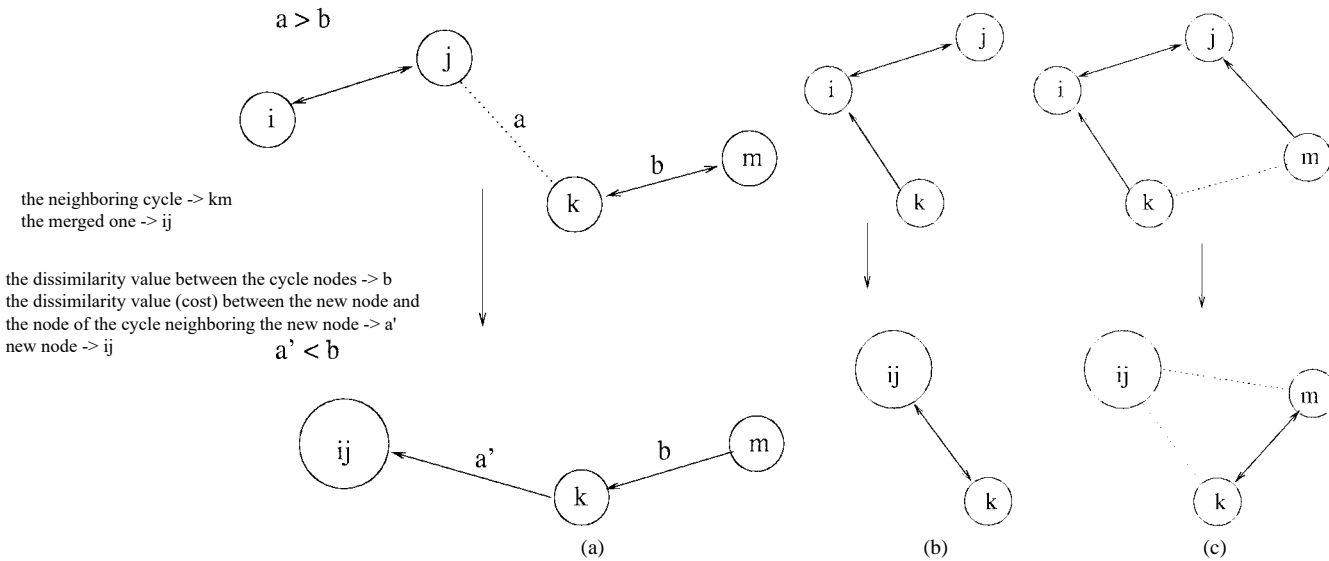 a > b
j
i
a
b
m
k
the neighboring cycle -> km
the merged one -> ij
the dissimilarity value between the cycle nodes -> b
the dissimilarity value (cost) between the new node and
the node of the cycle neighboring the new node -> a'
new node -> ij
a' < b
ij
a'
b
m
k
(a)
j
i
k
ij
k
(b)
j
i
m
k
ij
m
k
(c)